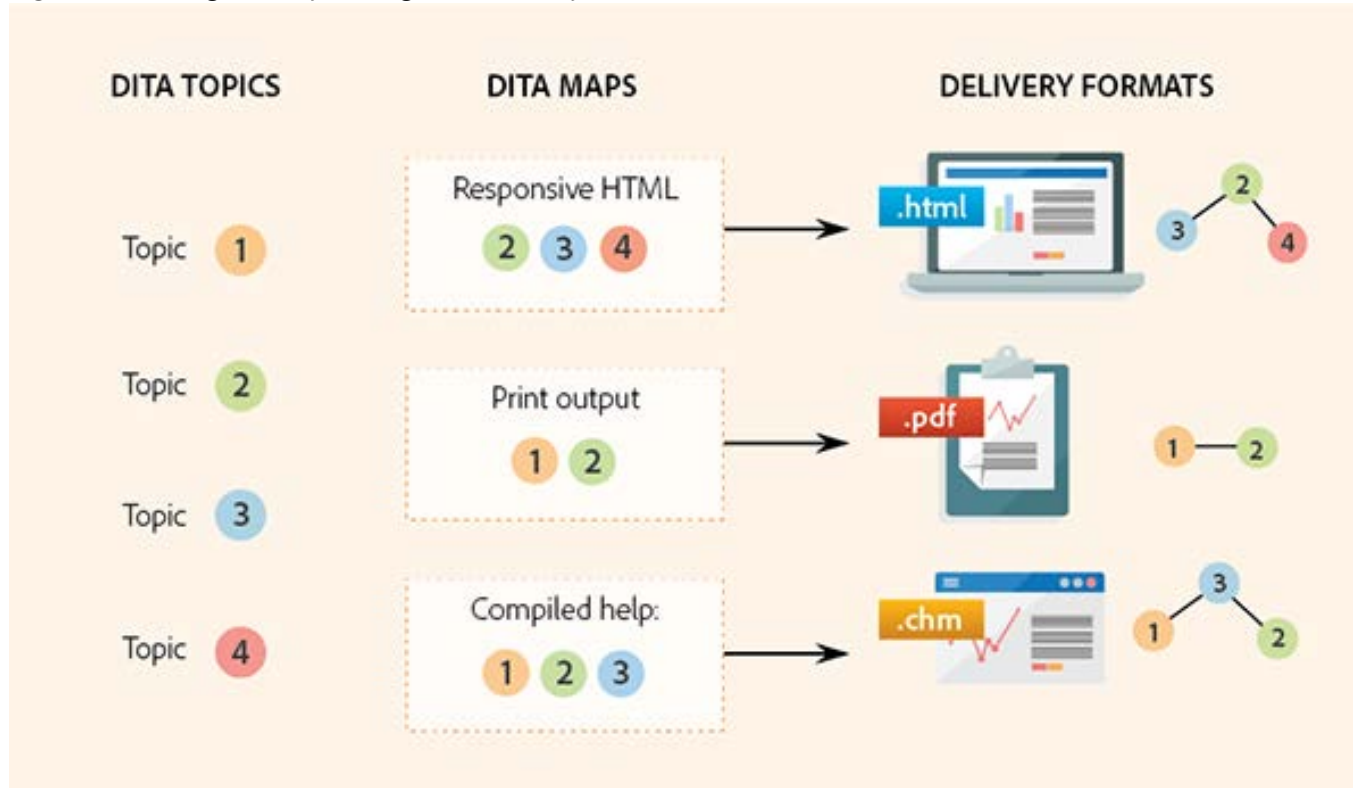 DITA TOPICS
DITA MAPS
DELIVERY FORMATS
Topic 1
Topic 2
Topic 3
Topic 4
Responsive HTML
2 3 4
Print output
1 2
Compiled help:
1 2 3
.html
2
3
4
.pdf
1 2
.chm
3
1
2